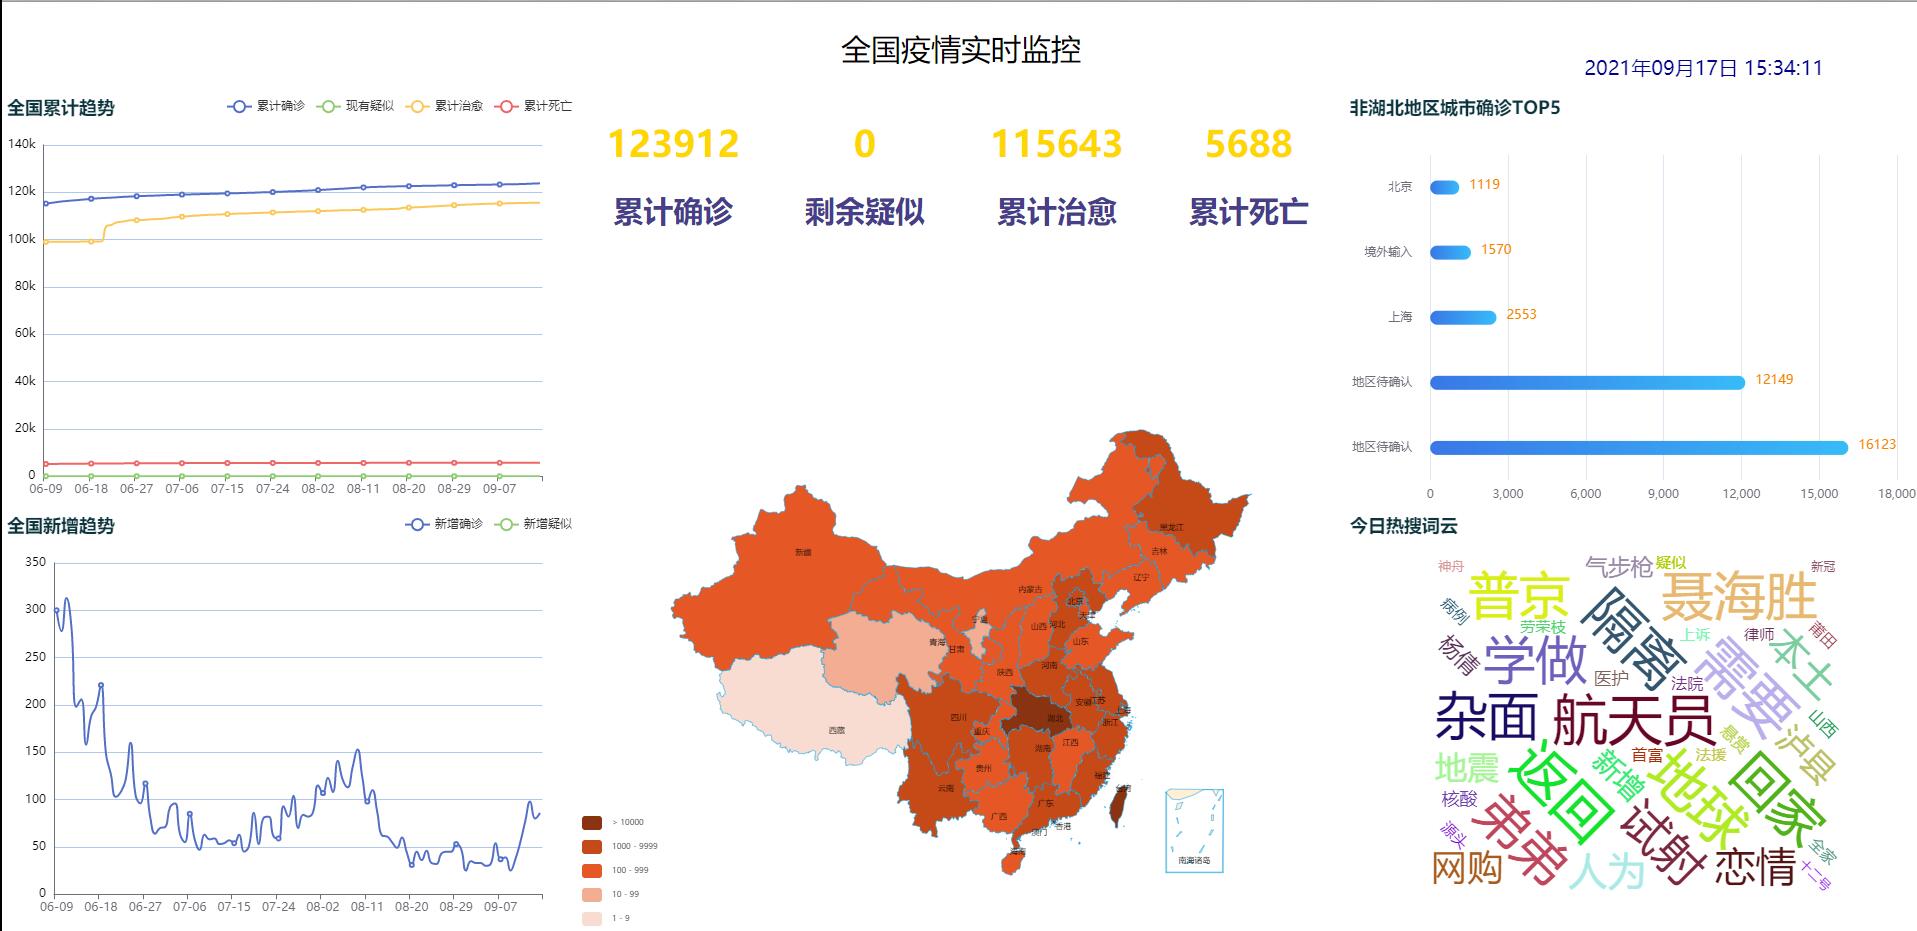 全国疫情实时监控
2021年09月17日 15:34:11
全国累计趋势
累计确诊 现有疑似 累计治愈 累计死亡
140k
120k
100k
80k
60k
40k
20k
0
06-09 06-18 06-27 07-06 07-15 07-24 08-02 08-11 08-20 08-29 09-07
全国新增趋势
新增确诊 新增疑似
350
300
250
200
150
100
50
0
06-09 06-18 06-27 07-06 07-15 07-24 08-02 08-11 08-20 08-29 09-07
123912 0 115643 5688
累计确诊 剩余疑似 累计治愈 累计死亡
黑龙江
吉林
新疆
辽宁
内蒙古
北京
天津
宁夏
山西 河北
青海 甘肃
山东
河南
陕西
安徽 江苏
上海
四川
湖北
浙江
西藏
重庆
湖南 江西
贵州
福建
云南
台湾
广东
广西
香港
澳门
海南
南海诸岛
> 10000
1000 - 9999
100 - 999
10 - 99
1 - 9
非湖北地区城市确诊TOP5
北京 1119
境外输入 1570
上海 2553
地区待确认 12149
地区待确认 16123
0 3,000 6,000 9,000 12,000 15,000 18,000
今日热搜词云
神舟
气步枪
疑似
新冠
普京
聂海胜
病例
隔离
劳荣枝
上诉
律师
莆田
杨倩
学做
需要
本土
医护
法院
杂面
航天员
山西
悬赏
泸县
地震
返回
新增
首富
法援
地球
回家
核酸
弟弟
试射
源头
全家
网购
人为
恋情
十二号